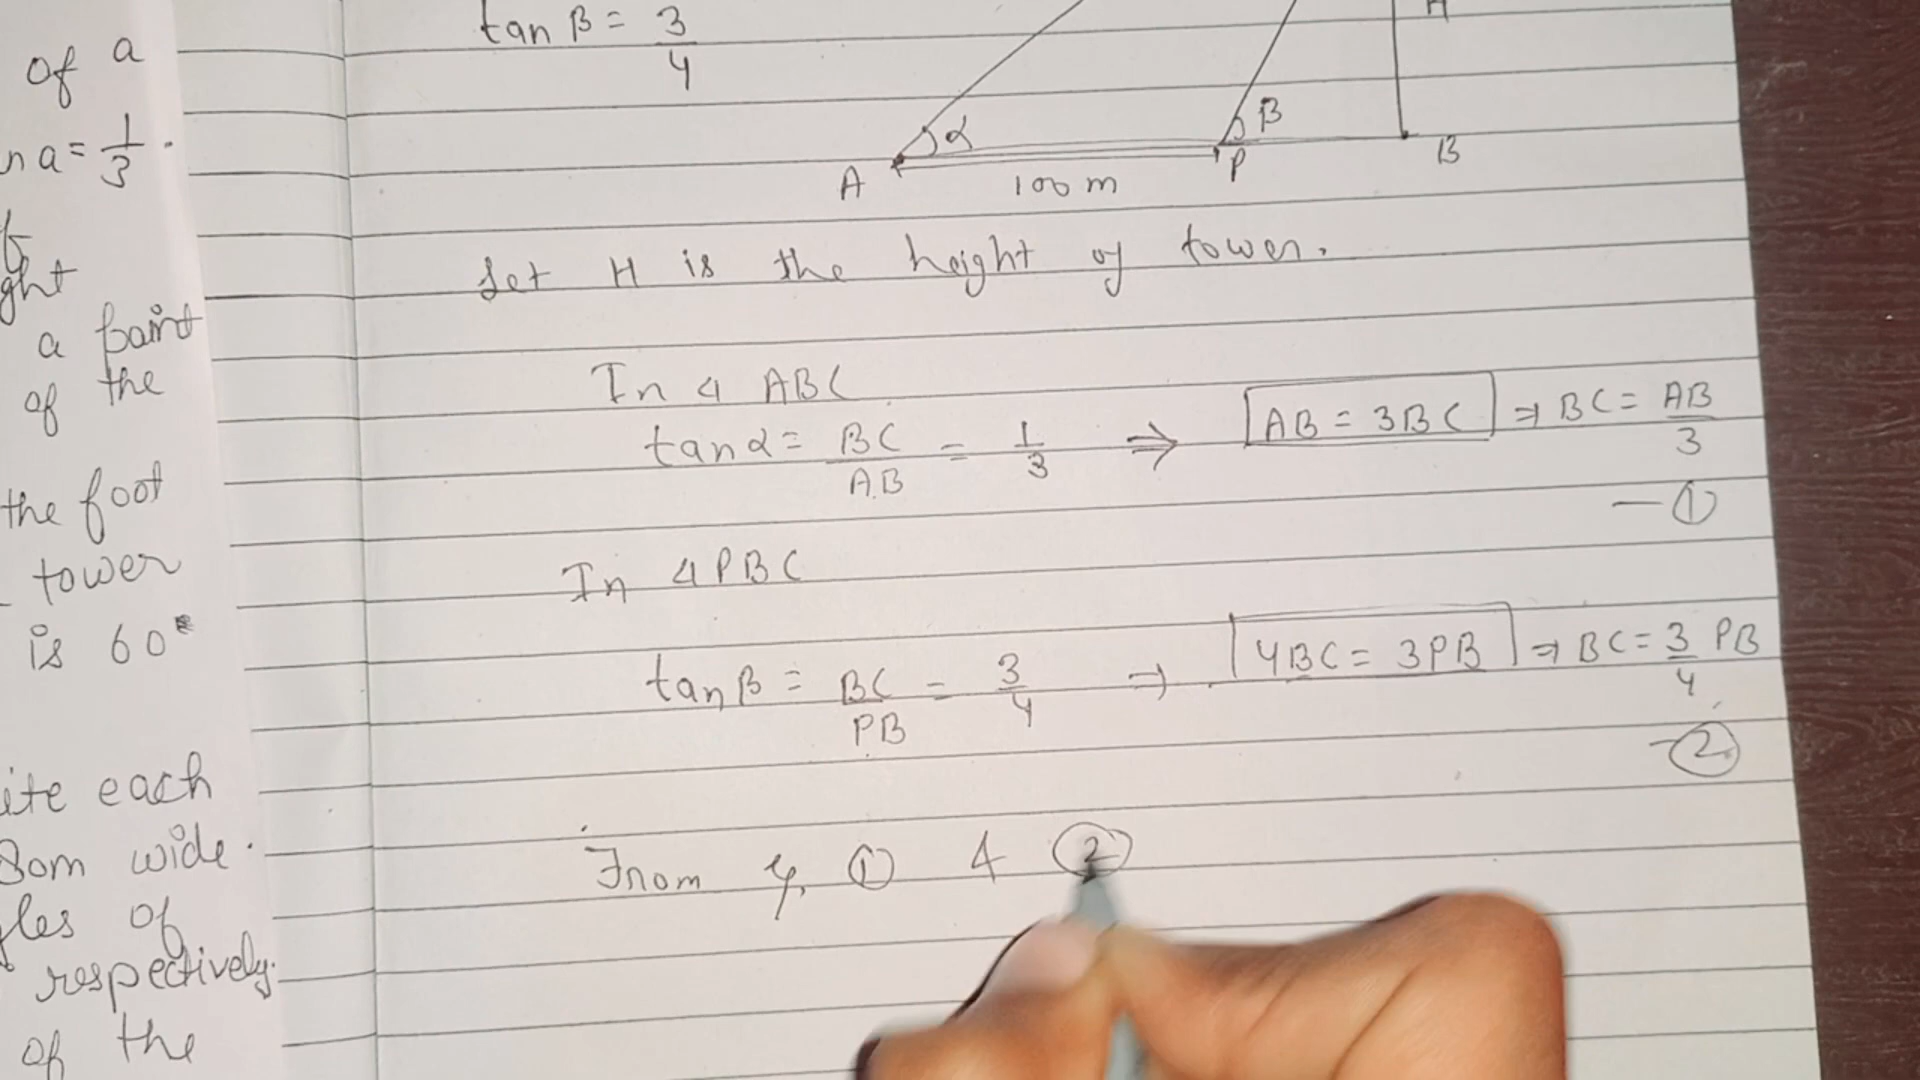 of a
n a = 1/3.
ght
a paint
of the
the foot
tower
is 60°
ite each
80m wide.
les of
respectively.
of the
tan β = 3/4
H
α
β
A
P
B
100 m
Let H is the height of tower.
In Δ ABC
tan α = BC/AB = 1/3 ⇒ AB = 3BC ⇒ BC = AB/3
— ①
In Δ PBC
tan β = BC/PB = 3/4 ⇒ 4BC = 3PB ⇒ BC = 3/4 PB
— ②
From eq. ① & ②